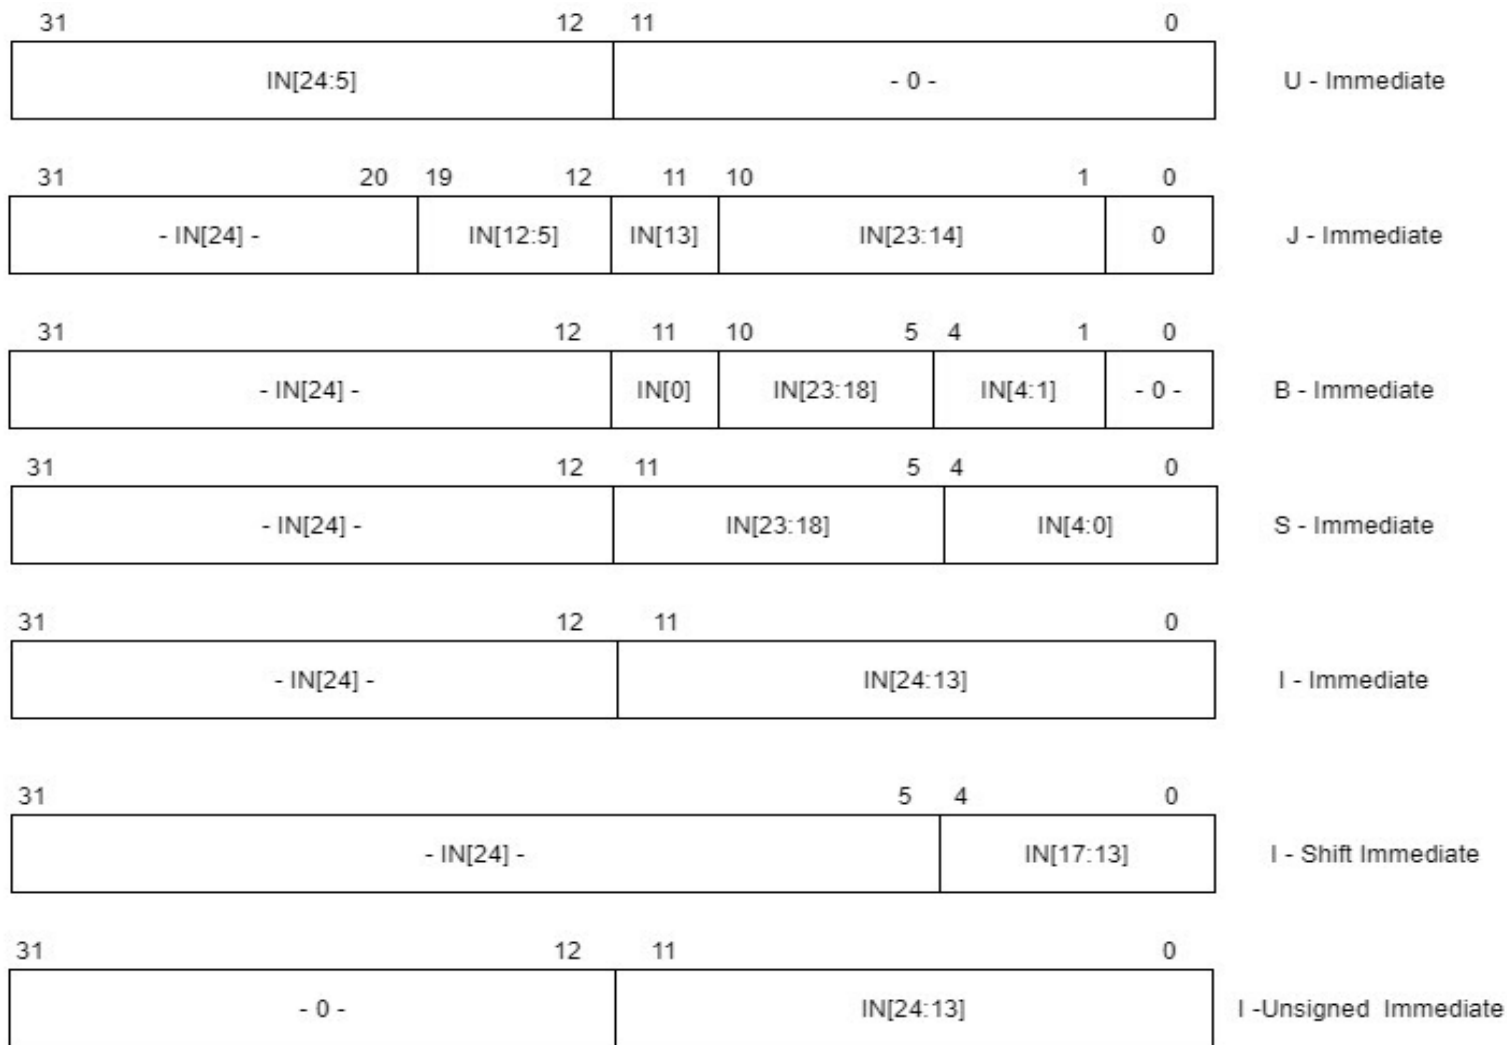 31 12 11 0
IN[24:5] - 0 - U - Immediate
31 20 19 12 11 10 1 0
- IN[24] - IN[12:5] IN[13] IN[23:14] 0 J - Immediate
31 12 11 10 5 4 1 0
- IN[24] - IN[0] IN[23:18] IN[4:1] - 0 - B - Immediate
31 12 11 5 4 0
- IN[24] - IN[23:18] IN[4:0] S - Immediate
31 12 11 0
- IN[24] - IN[24:13] I - Immediate
31 5 4 0
- IN[24] - IN[17:13] I - Shift Immediate
31 12 11 0
- 0 - IN[24:13] I -Unsigned Immediate